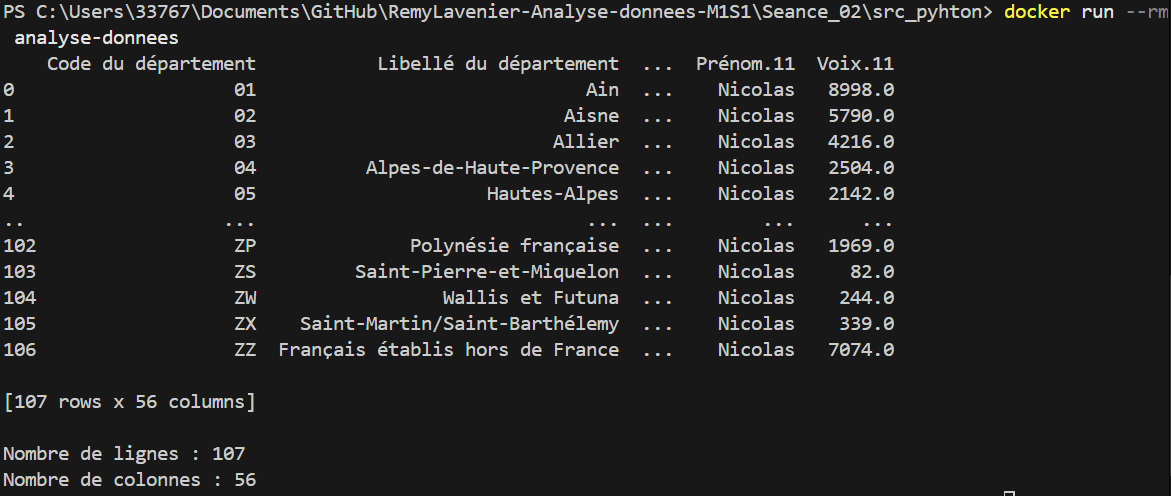 PS C:\Users\33767\Documents\GitHub\RemyLavenier-Analyse-donnees-M1S1\Seance_02\src_pyhton> docker run --rm
 analyse-donnees
    Code du département           Libellé du département  ...  Prénom.11  Voix.11
0                    01                              Ain  ...    Nicolas   8998.0
1                    02                            Aisne  ...    Nicolas   5790.0
2                    03                           Allier  ...    Nicolas   4216.0
3                    04          Alpes-de-Haute-Provence  ...    Nicolas   2504.0
4                    05                     Hautes-Alpes  ...    Nicolas   2142.0
..                  ...                              ...  ...        ...      ...
102                  ZP              Polynésie française  ...    Nicolas   1969.0
103                  ZS         Saint-Pierre-et-Miquelon  ...    Nicolas     82.0
104                  ZW                 Wallis et Futuna  ...    Nicolas    244.0
105                  ZX    Saint-Martin/Saint-Barthélemy  ...    Nicolas    339.0
106                  ZZ  Français établis hors de France  ...    Nicolas   7074.0

[107 rows x 56 columns]

Nombre de lignes : 107
Nombre de colonnes : 56